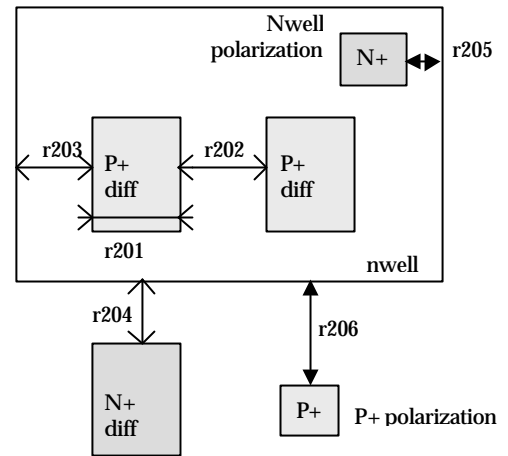 Nwell
polarization
N+
r205
r203
P+
diff
r202
P+
diff
r201
nwell
r204
r206
N+
diff
P+
P+ polarization